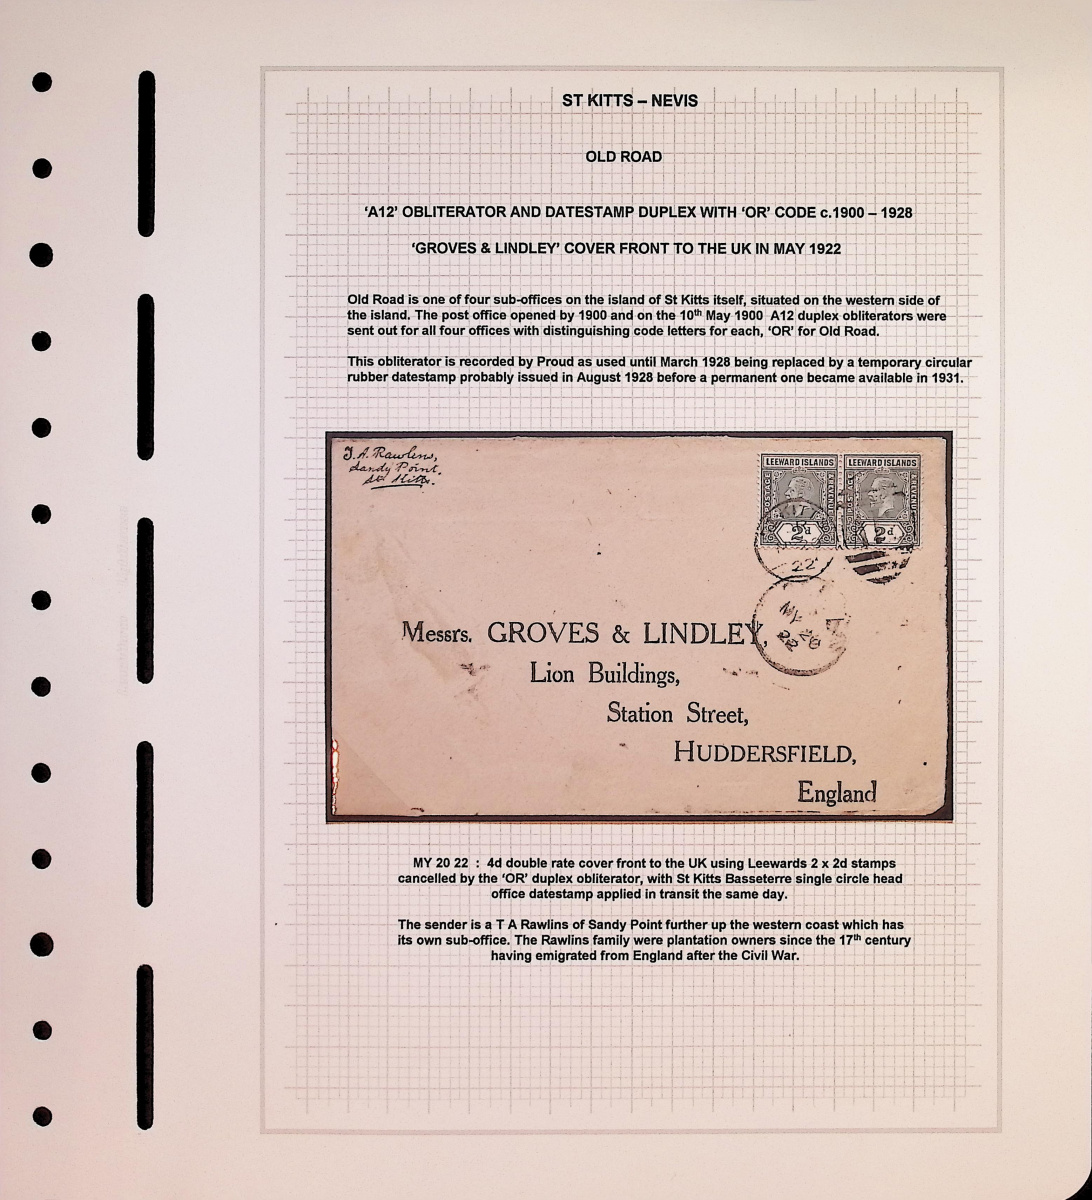 ST KITTS – NEVIS
OLD ROAD
‘A12’ OBLITERATOR AND DATESTAMP DUPLEX WITH ‘OR’ CODE c.1900 – 1928
‘GROVES & LINDLEY’ COVER FRONT TO THE UK IN MAY 1922
Old Road is one of four sub-offices on the island of St Kitts itself, situated on the western side of
the island. The post office opened by 1900 and on the 10th May 1900 A12 duplex obliterators were
sent out for all four offices with distinguishing code letters for each, ‘OR’ for Old Road.
This obliterator is recorded by Proud as used until March 1928 being replaced by a temporary circular
rubber datestamp probably issued in August 1928 before a permanent one became available in 1931.
T. A. Rawlins,
Sandy Point.
St Kitts.
LEEWARD ISLANDS LEEWARD ISLANDS
POSTAGE & REVENUE POSTAGE & REVENUE
2d 2d
KITT
22
MY 20
22
Messrs. GROVES & LINDLEY,
Lion Buildings,
Station Street,
HUDDERSFIELD,
England
MY 20 22 : 4d double rate cover front to the UK using Leewards 2 x 2d stamps
cancelled by the ‘OR’ duplex obliterator, with St Kitts Basseterre single circle head
office datestamp applied in transit the same day.
The sender is a T A Rawlins of Sandy Point further up the western coast which has
its own sub-office. The Rawlins family were plantation owners since the 17th century
having emigrated from England after the Civil War.